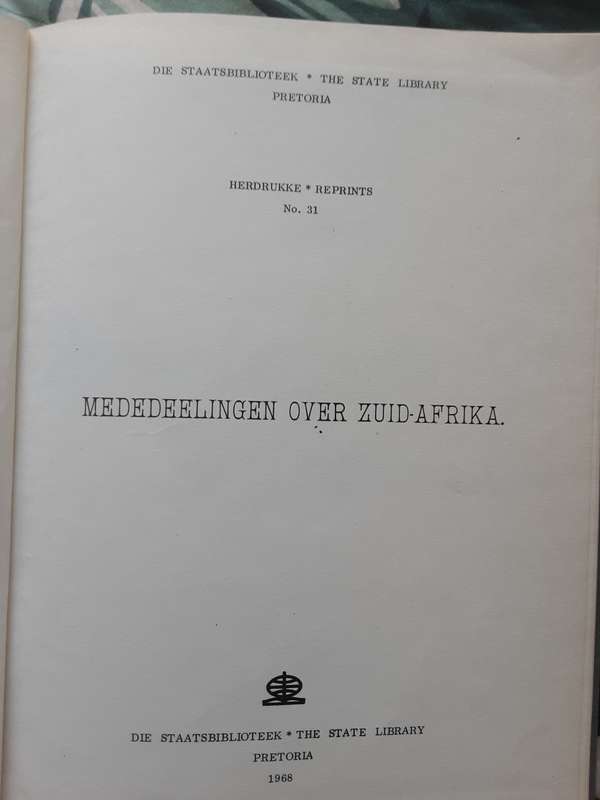 DIE STAATSBIBLIOTEEK * THE STATE LIBRARY
PRETORIA
HERDRUKKE * REPRINTS
No. 31
MEDEDEELINGEN OVER ZUID-AFRIKA.
DIE STAATSBIBLIOTEEK * THE STATE LIBRARY
PRETORIA
1968